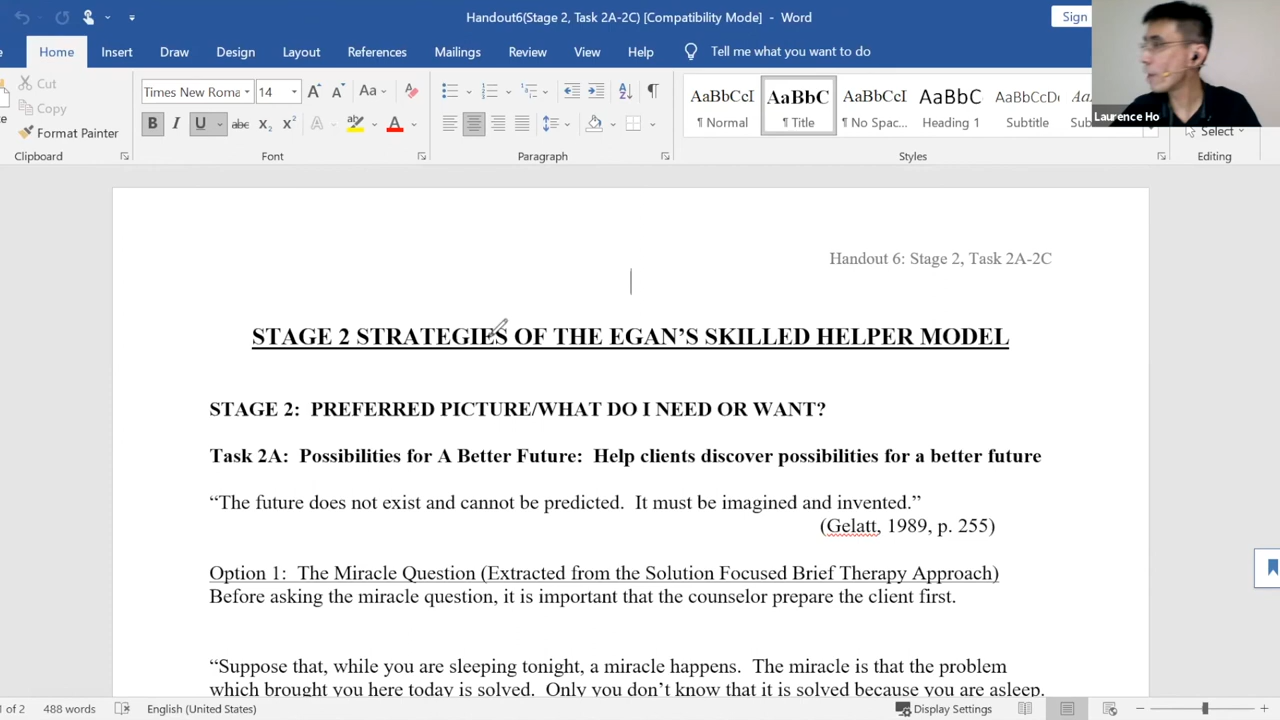 Handout6(Stage 2, Task 2A-2C) [Compatibility Mode] - Word
Sign
Home Insert Draw Design Layout References Mailings Review View Help Tell me what you want to do
Cut
Copy
Format Painter
Times New Roma 14
AaBbCcI AaBbC AaBbCcI AaBbC AaBbCcD
Normal Title No Spac... Heading 1 Subtitle
Laurence Ho
Select
Clipboard Font Paragraph Styles Editing
Handout 6: Stage 2, Task 2A-2C
STAGE 2 STRATEGIES OF THE EGAN’S SKILLED HELPER MODEL
STAGE 2: PREFERRED PICTURE/WHAT DO I NEED OR WANT?
Task 2A: Possibilities for A Better Future: Help clients discover possibilities for a better future
“The future does not exist and cannot be predicted. It must be imagined and invented.”
(Gelatt, 1989, p. 255)
Option 1: The Miracle Question (Extracted from the Solution Focused Brief Therapy Approach)
Before asking the miracle question, it is important that the counselor prepare the client first.
“Suppose that, while you are sleeping tonight, a miracle happens. The miracle is that the problem
which brought you here today is solved. Only you don’t know that it is solved because you are asleep.
1 of 2 488 words English (United States) Display Settings